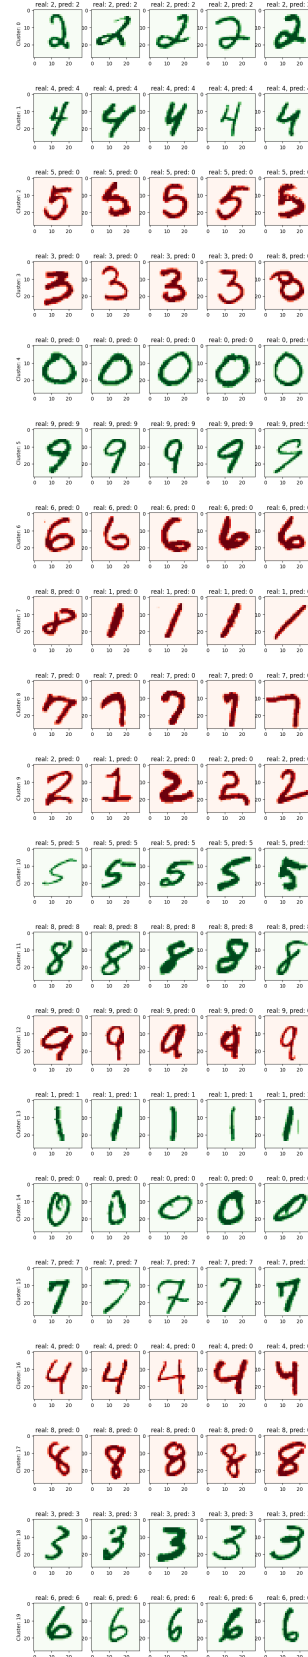 real: 2, pred: 2 real: 2, pred: 2 real: 2, pred: 2 real: 2, pred: 2 real: 2, pred: 2
Cluster: 0
real: 4, pred: 4 real: 4, pred: 4 real: 4, pred: 4 real: 4, pred: 4 real: 4, pred: 4
Cluster: 1
real: 5, pred: 0 real: 5, pred: 0 real: 5, pred: 0 real: 5, pred: 0 real: 5, pred:
Cluster: 2
real: 3, pred: 0 real: 3, pred: 0 real: 3, pred: 0 real: 3, pred: 0 real: 8, pred:
Cluster: 3
real: 0, pred: 0 real: 0, pred: 0 real: 0, pred: 0 real: 0, pred: 0 real: 0, pred:
Cluster: 4
real: 9, pred: 9 real: 9, pred: 9 real: 9, pred: 9 real: 9, pred: 9 real: 9, pred:
Cluster: 5
real: 6, pred: 0 real: 6, pred: 0 real: 6, pred: 0 real: 6, pred: 0 real: 6, pred:
Cluster: 6
real: 8, pred: 0 real: 1, pred: 0 real: 1, pred: 0 real: 1, pred: 0 real: 1, pred:
Cluster: 7
real: 7, pred: 0 real: 7, pred: 0 real: 7, pred: 0 real: 7, pred: 0 real: 7, pred:
Cluster: 8
real: 2, pred: 0 real: 1, pred: 0 real: 2, pred: 0 real: 2, pred: 0 real: 2, pred:
Cluster: 9
real: 5, pred: 5 real: 5, pred: 5 real: 5, pred: 5 real: 5, pred: 5 real: 5, pred:
Cluster: 10
real: 8, pred: 8 real: 8, pred: 8 real: 8, pred: 8 real: 8, pred: 8 real: 8, pred:
Cluster: 11
real: 9, pred: 0 real: 9, pred: 0 real: 9, pred: 0 real: 9, pred: 0 real: 9, pred:
Cluster: 12
real: 1, pred: 1 real: 1, pred: 1 real: 1, pred: 1 real: 1, pred: 1 real: 1, pred:
Cluster: 13
real: 0, pred: 0 real: 0, pred: 0 real: 0, pred: 0 real: 0, pred: 0 real: 0, pred:
Cluster: 14
real: 7, pred: 7 real: 7, pred: 7 real: 7, pred: 7 real: 7, pred: 7 real: 7, pred:
Cluster: 15
real: 4, pred: 0 real: 4, pred: 0 real: 4, pred: 0 real: 4, pred: 0 real: 4, pred:
Cluster: 16
real: 8, pred: 0 real: 8, pred: 0 real: 8, pred: 0 real: 8, pred: 0 real: 8, pred:
Cluster: 17
real: 3, pred: 3 real: 3, pred: 3 real: 3, pred: 3 real: 3, pred: 3 real: 3, pred:
Cluster: 18
real: 6, pred: 6 real: 6, pred: 6 real: 6, pred: 6 real: 6, pred: 6 real: 6, pred:
Cluster: 19